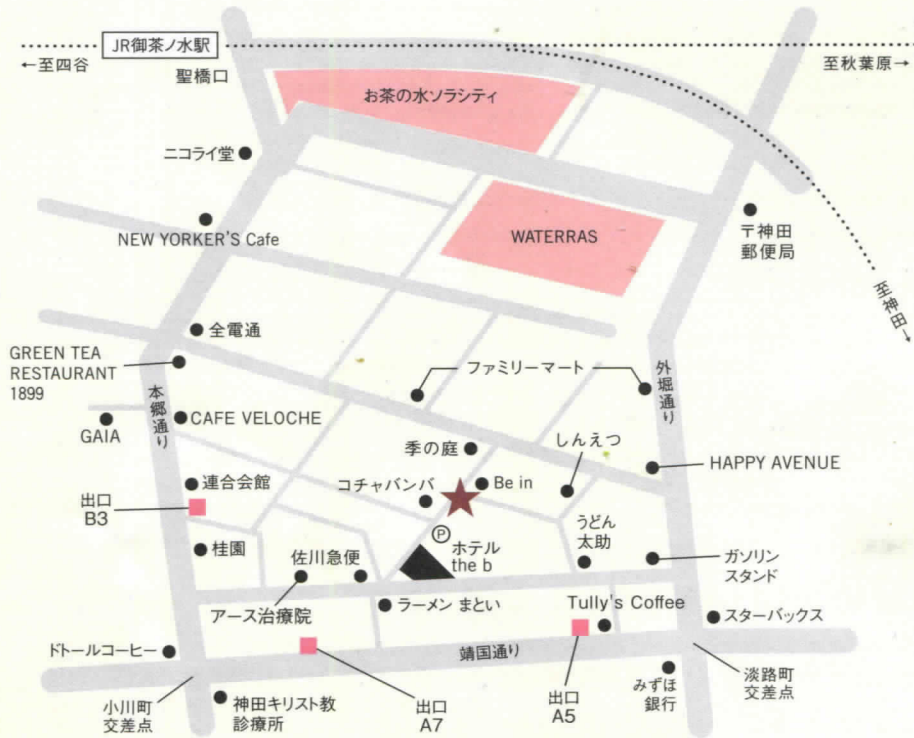 JR御茶ノ水駅
←至四谷
至秋葉原→
聖橋口
お茶の水ソラシティ
ニコライ堂
NEW YORKER'S Cafe
WATERRAS
〒神田
郵便局
至神田→
全電通
GREEN TEA
RESTAURANT
1899
本郷通り
外堀通り
ファミリーマート
GAIA
CAFE VELOCHE
季の庭
しんえつ
HAPPY AVENUE
連合会館
コチャバンバ
Be in
出口
B3
P
ホテル
the b
うどん
太助
桂園
佐川急便
ガソリン
スタンド
アース治療院
ラーメン まとい
Tully's Coffee
スターバックス
ドトールコーヒー
靖国通り
小川町
交差点
神田キリスト教
診療所
出口
A7
出口
A5
みずほ
銀行
淡路町
交差点